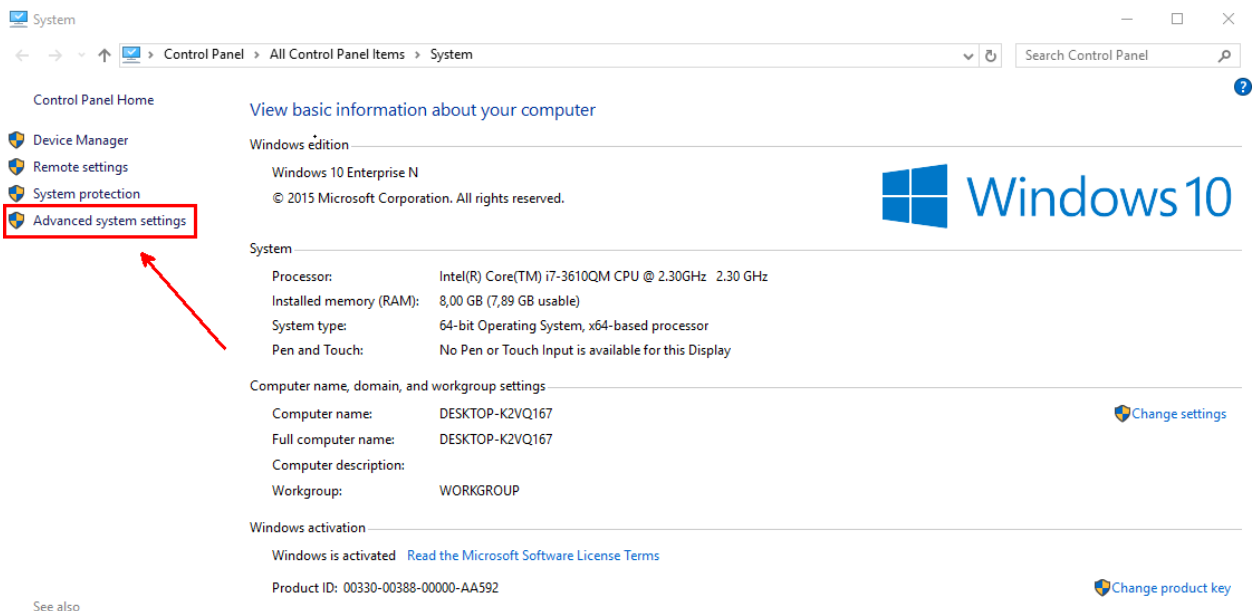 System
Control Panel > All Control Panel Items > System
Search Control Panel
Control Panel Home
Device Manager
Remote settings
System protection
Advanced system settings
See also
View basic information about your computer
Windows edition
Windows 10 Enterprise N
© 2015 Microsoft Corporation. All rights reserved.
Windows 10
System
Processor: Intel(R) Core(TM) i7-3610QM CPU @ 2.30GHz 2.30 GHz
Installed memory (RAM): 8,00 GB (7,89 GB usable)
System type: 64-bit Operating System, x64-based processor
Pen and Touch: No Pen or Touch Input is available for this Display
Computer name, domain, and workgroup settings
Computer name: DESKTOP-K2VQ167
Change settings
Full computer name: DESKTOP-K2VQ167
Computer description:
Workgroup: WORKGROUP
Windows activation
Windows is activated Read the Microsoft Software License Terms
Product ID: 00330-00388-00000-AA592
Change product key